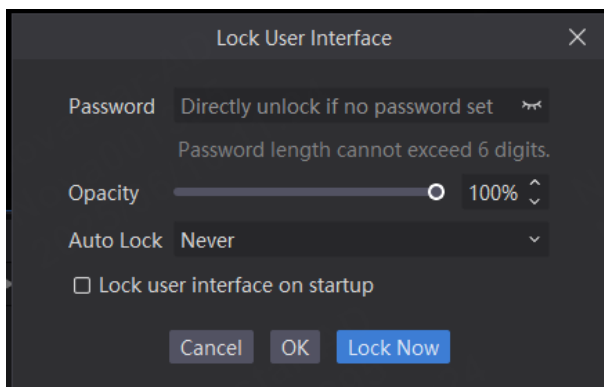 Lock User Interface
Password Directly unlock if no password set
Password length cannot exceed 6 digits.
Opacity 100%
Auto Lock Never
Lock user interface on startup
Cancel OK Lock Now